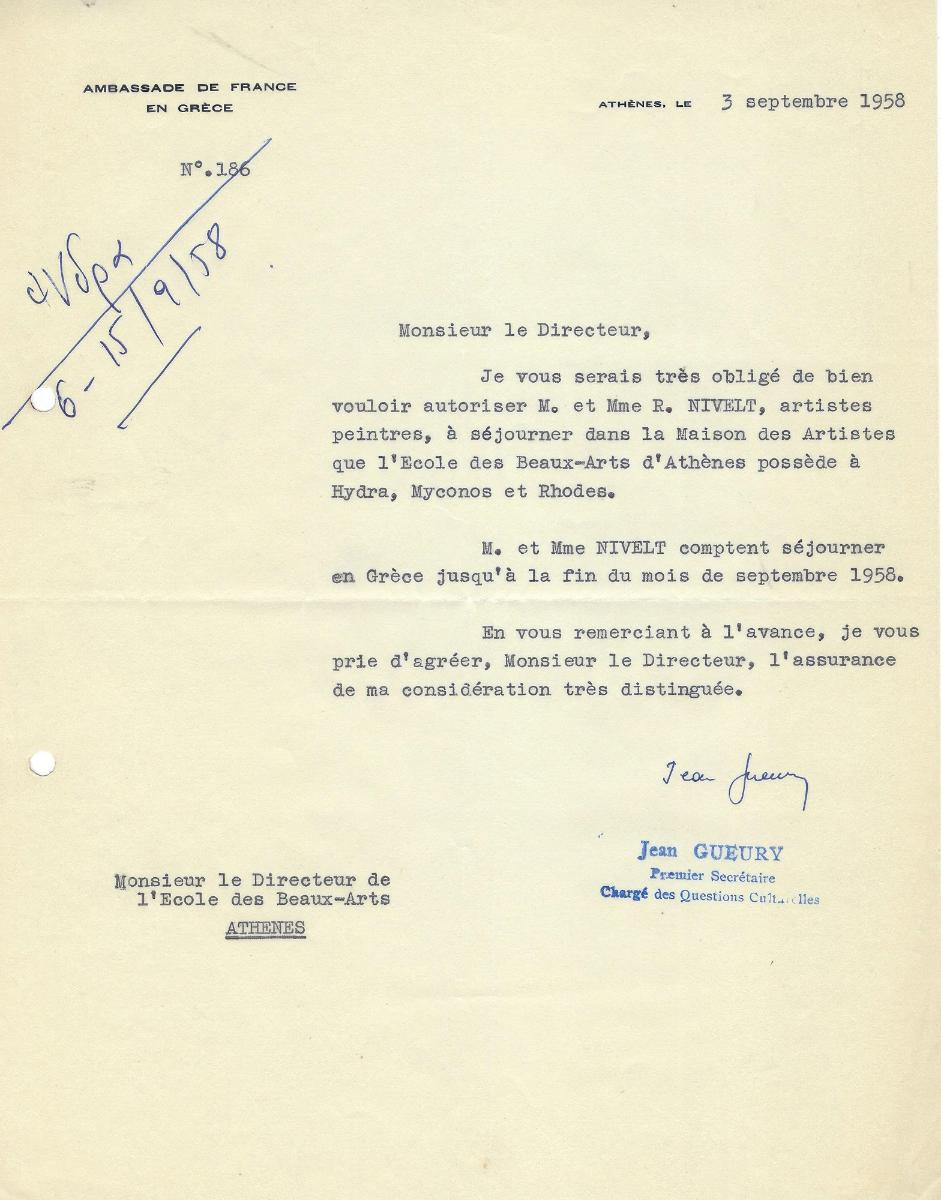 AMBASSADE DE FRANCE
EN GRÈCE
ATHÈNES, LE 3 septembre 1958
N°.186
6 - 15/9/58
Monsieur le Directeur,
Je vous serais très obligé de bien
vouloir autoriser M. et Mme R. NIVELT, artistes
peintres, à séjourner dans la Maison des Artistes
que l'Ecole des Beaux-Arts d'Athènes possède à
Hydra, Myconos et Rhodes.
M. et Mme NIVELT comptent séjourner
en Grèce jusqu'à la fin du mois de septembre 1958.
En vous remerciant à l'avance, je vous
prie d'agréer, Monsieur le Directeur, l'assurance
de ma considération très distinguée.
Jean Gueury
Jean GUEURY
Premier Secrétaire
Chargé des Questions Culturelles
Monsieur le Directeur de
l'Ecole des Beaux-Arts
ATHENES